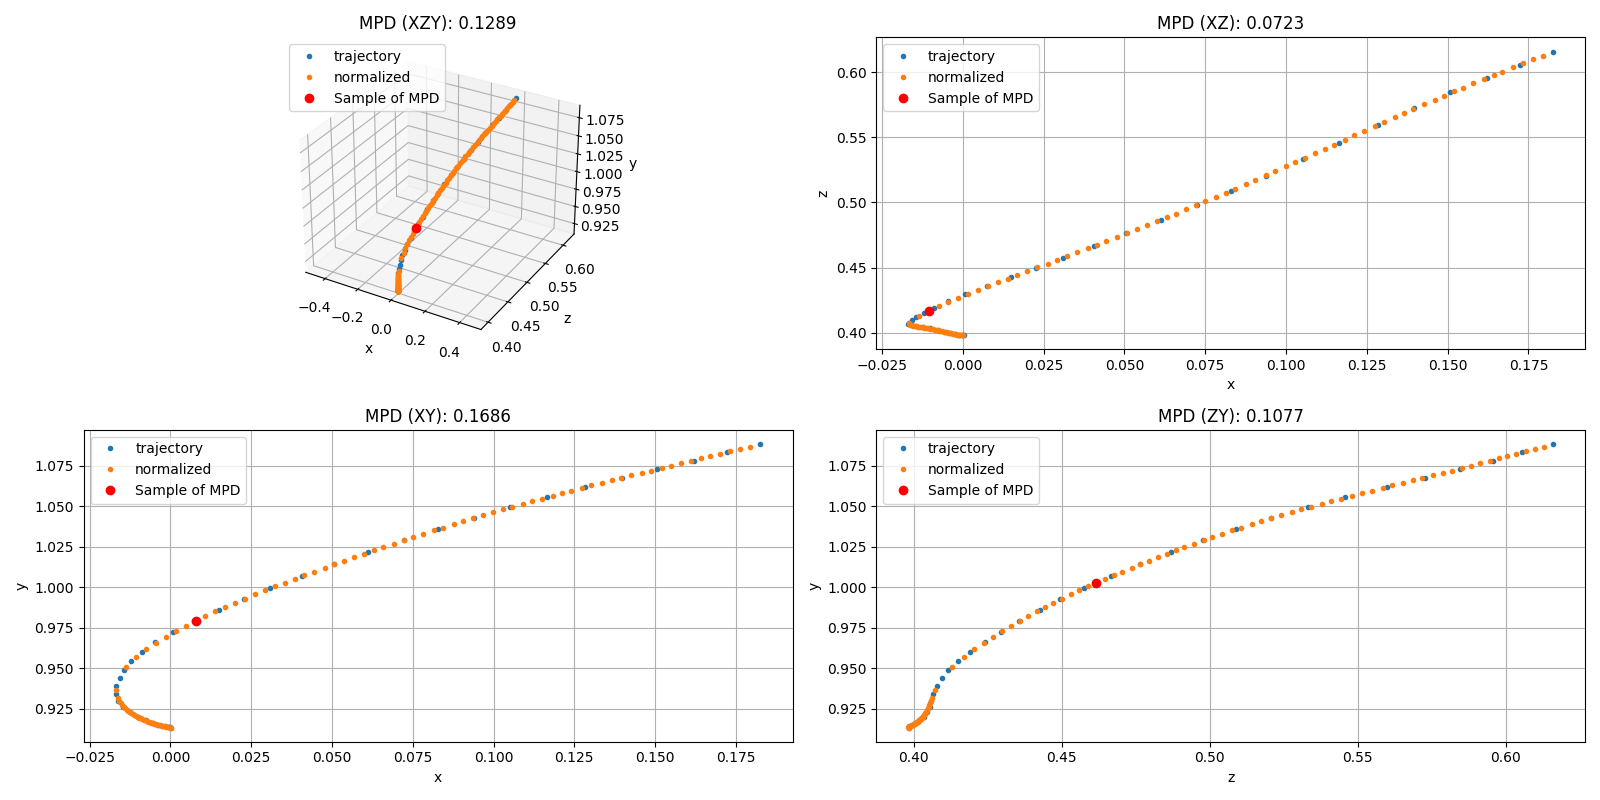 MPD (XZY): 0.1289
trajectory
normalized
Sample of MPD
1.075
1.050
1.025
1.000
0.975
0.950
0.925
y
0.60
0.55
0.50
0.45
0.40
z
−0.4
−0.2
0.0
0.2
0.4
x
MPD (XZ): 0.0723
trajectory
normalized
Sample of MPD
0.60
0.55
0.50
0.45
0.40
z
−0.025 0.000 0.025 0.050 0.075 0.100 0.125 0.150 0.175
x
MPD (XY): 0.1686
trajectory
normalized
Sample of MPD
1.075
1.050
1.025
1.000
0.975
0.950
0.925
y
−0.025 0.000 0.025 0.050 0.075 0.100 0.125 0.150 0.175
x
MPD (ZY): 0.1077
trajectory
normalized
Sample of MPD
1.075
1.050
1.025
1.000
0.975
0.950
0.925
y
0.40 0.45 0.50 0.55 0.60
z